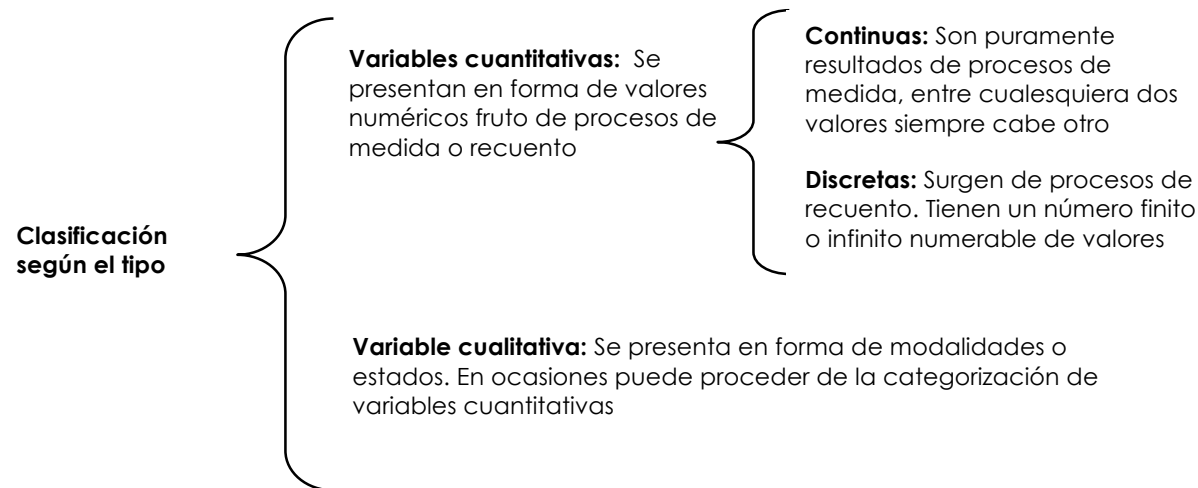 Clasificación
según el tipo
Variables cuantitativas: Se
presentan en forma de valores
numéricos fruto de procesos de
medida o recuento
Continuas: Son puramente
resultados de procesos de
medida, entre cualesquiera dos
valores siempre cabe otro
Discretas: Surgen de procesos de
recuento. Tienen un número finito
o infinito numerable de valores
Variable cualitativa: Se presenta en forma de modalidades o
estados. En ocasiones puede proceder de la categorización de
variables cuantitativas